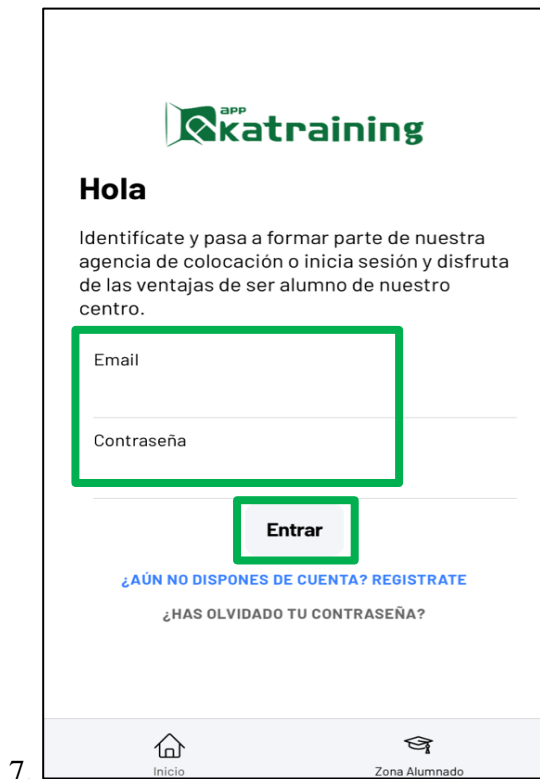 app
katraining
Hola
Identifícate y pasa a formar parte de nuestra
agencia de colocación o inicia sesión y disfruta
de las ventajas de ser alumno de nuestro
centro.
Email
Contraseña
Entrar
¿AÚN NO DISPONES DE CUENTA? REGISTRATE
¿HAS OLVIDADO TU CONTRASEÑA?
7.
Inicio
Zona Alumnado